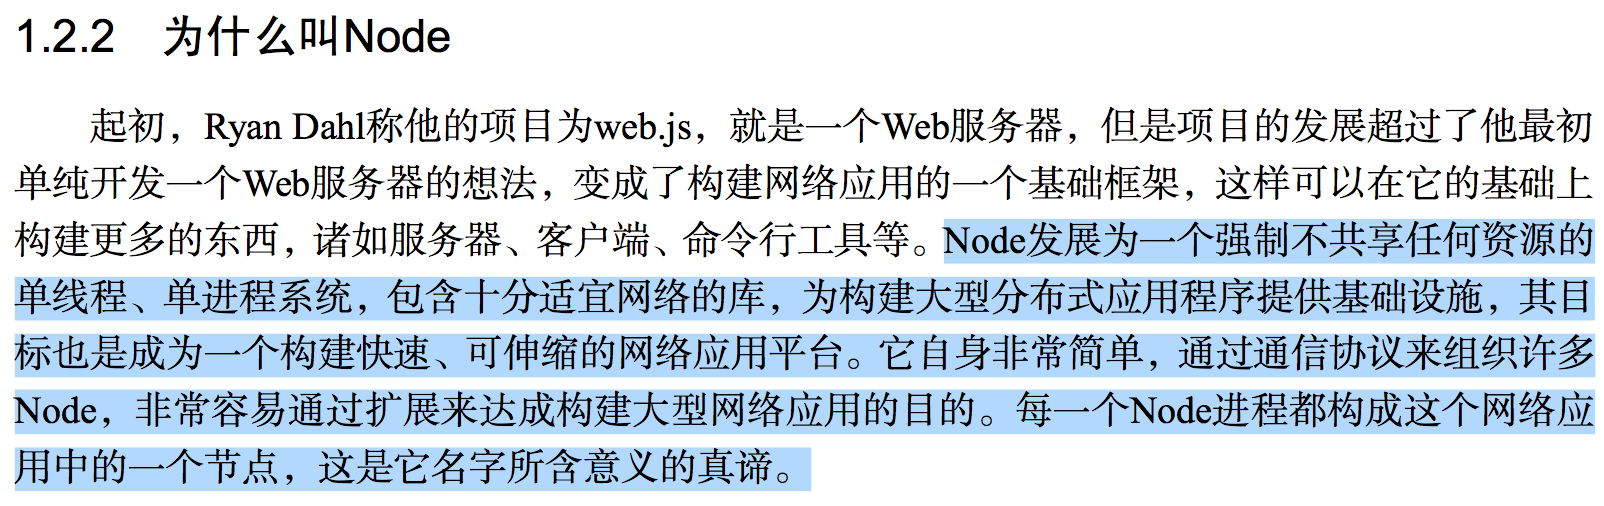 1.2.2 为什么叫Node
起初，Ryan Dahl称他的项目为web.js，就是一个Web服务器，但是项目的发展超过了他最初
单纯开发一个Web服务器的想法，变成了构建网络应用的一个基础框架，这样可以在它的基础上
构建更多的东西，诸如服务器、客户端、命令行工具等。Node发展为一个强制不共享任何资源的
单线程、单进程系统，包含十分适宜网络的库，为构建大型分布式应用程序提供基础设施，其目
标也是成为一个构建快速、可伸缩的网络应用平台。它自身非常简单，通过通信协议来组织许多
Node，非常容易通过扩展来达成构建大型网络应用的目的。每一个Node进程都构成这个网络应
用中的一个节点，这是它名字所含意义的真谛。